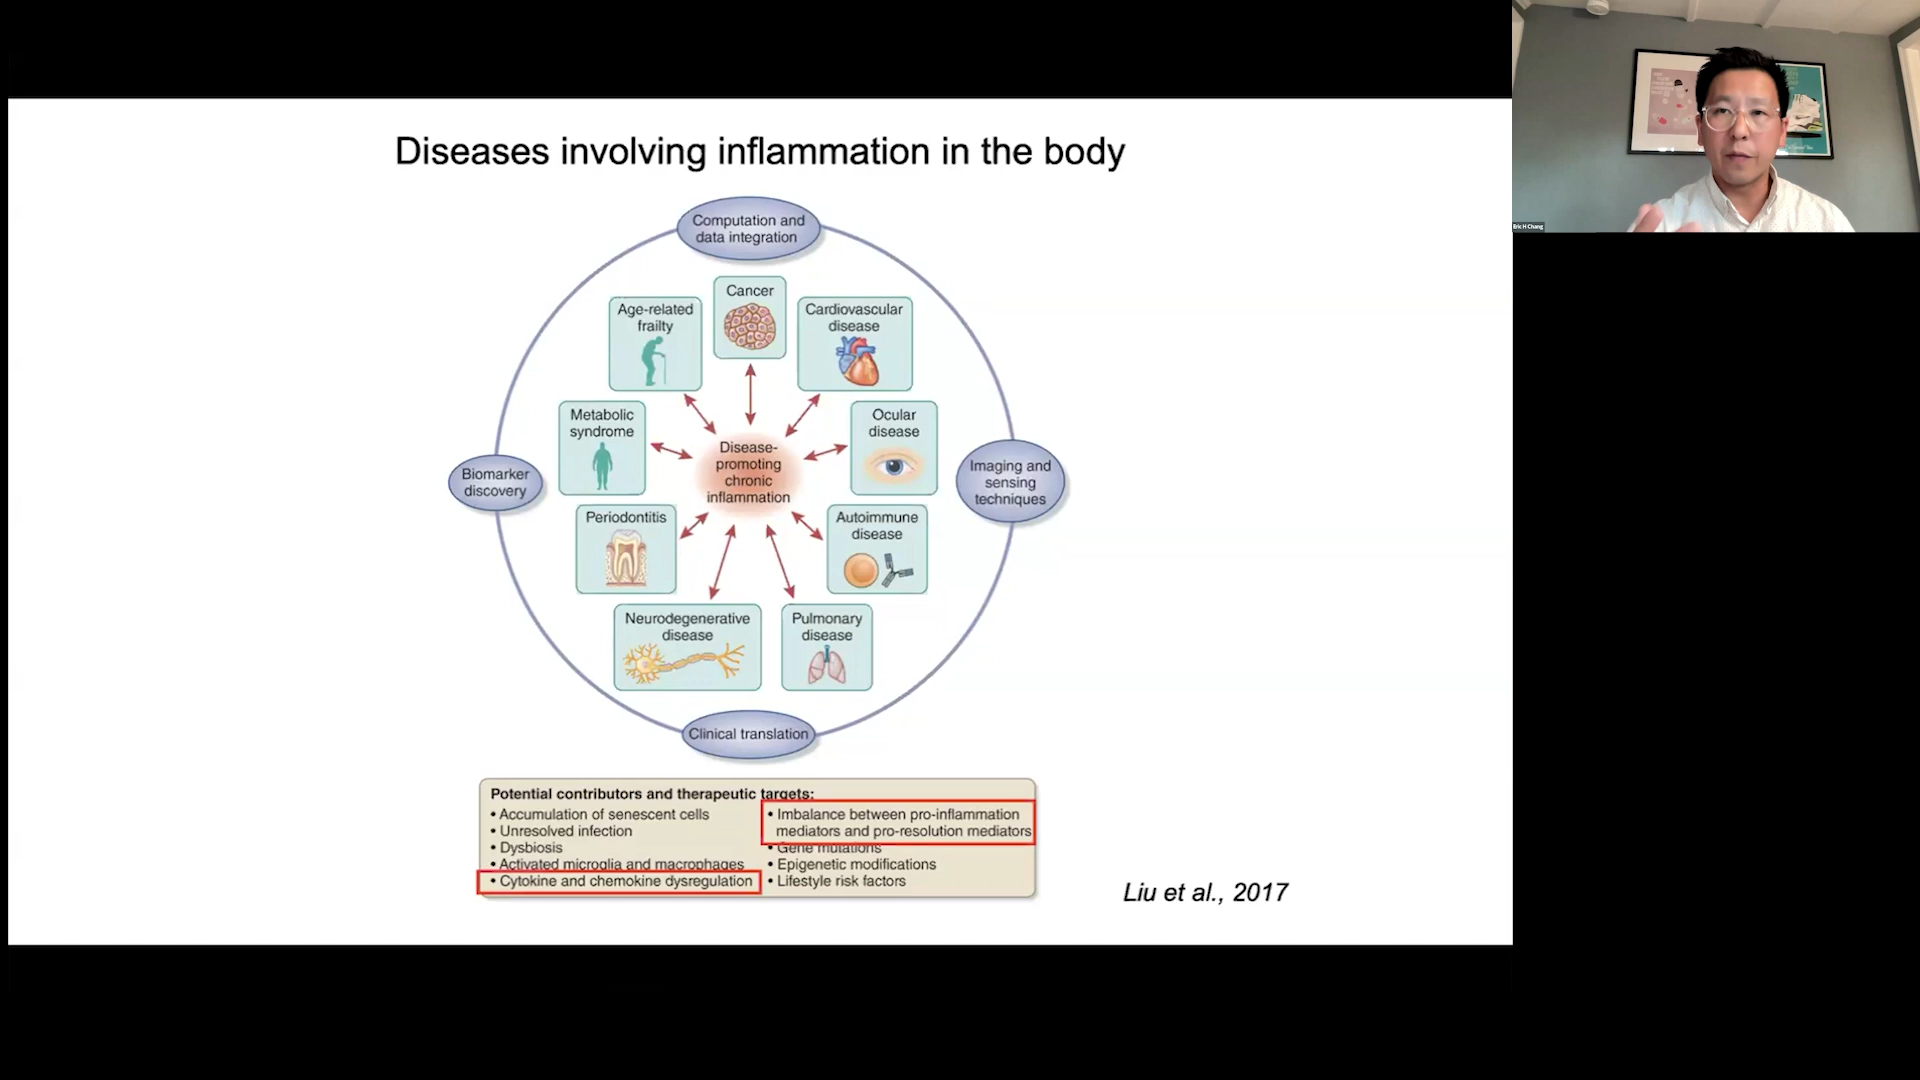 Diseases involving inflammation in the body
Computation and
data integration
Cancer
Age-related
frailty
Cardiovascular
disease
Metabolic
syndrome
Ocular
disease
Disease-
promoting
chronic
inflammation
Biomarker
discovery
Imaging and
sensing
techniques
Periodontitis
Autoimmune
disease
Neurodegenerative
disease
Pulmonary
disease
Clinical translation
Potential contributors and therapeutic targets:
• Accumulation of senescent cells
• Unresolved infection
• Dysbiosis
• Activated microglia and macrophages
• Cytokine and chemokine dysregulation
• Imbalance between pro-inflammation
mediators and pro-resolution mediators
• Gene mutations
• Epigenetic modifications
• Lifestyle risk factors
Liu et al., 2017
Eric H Chang